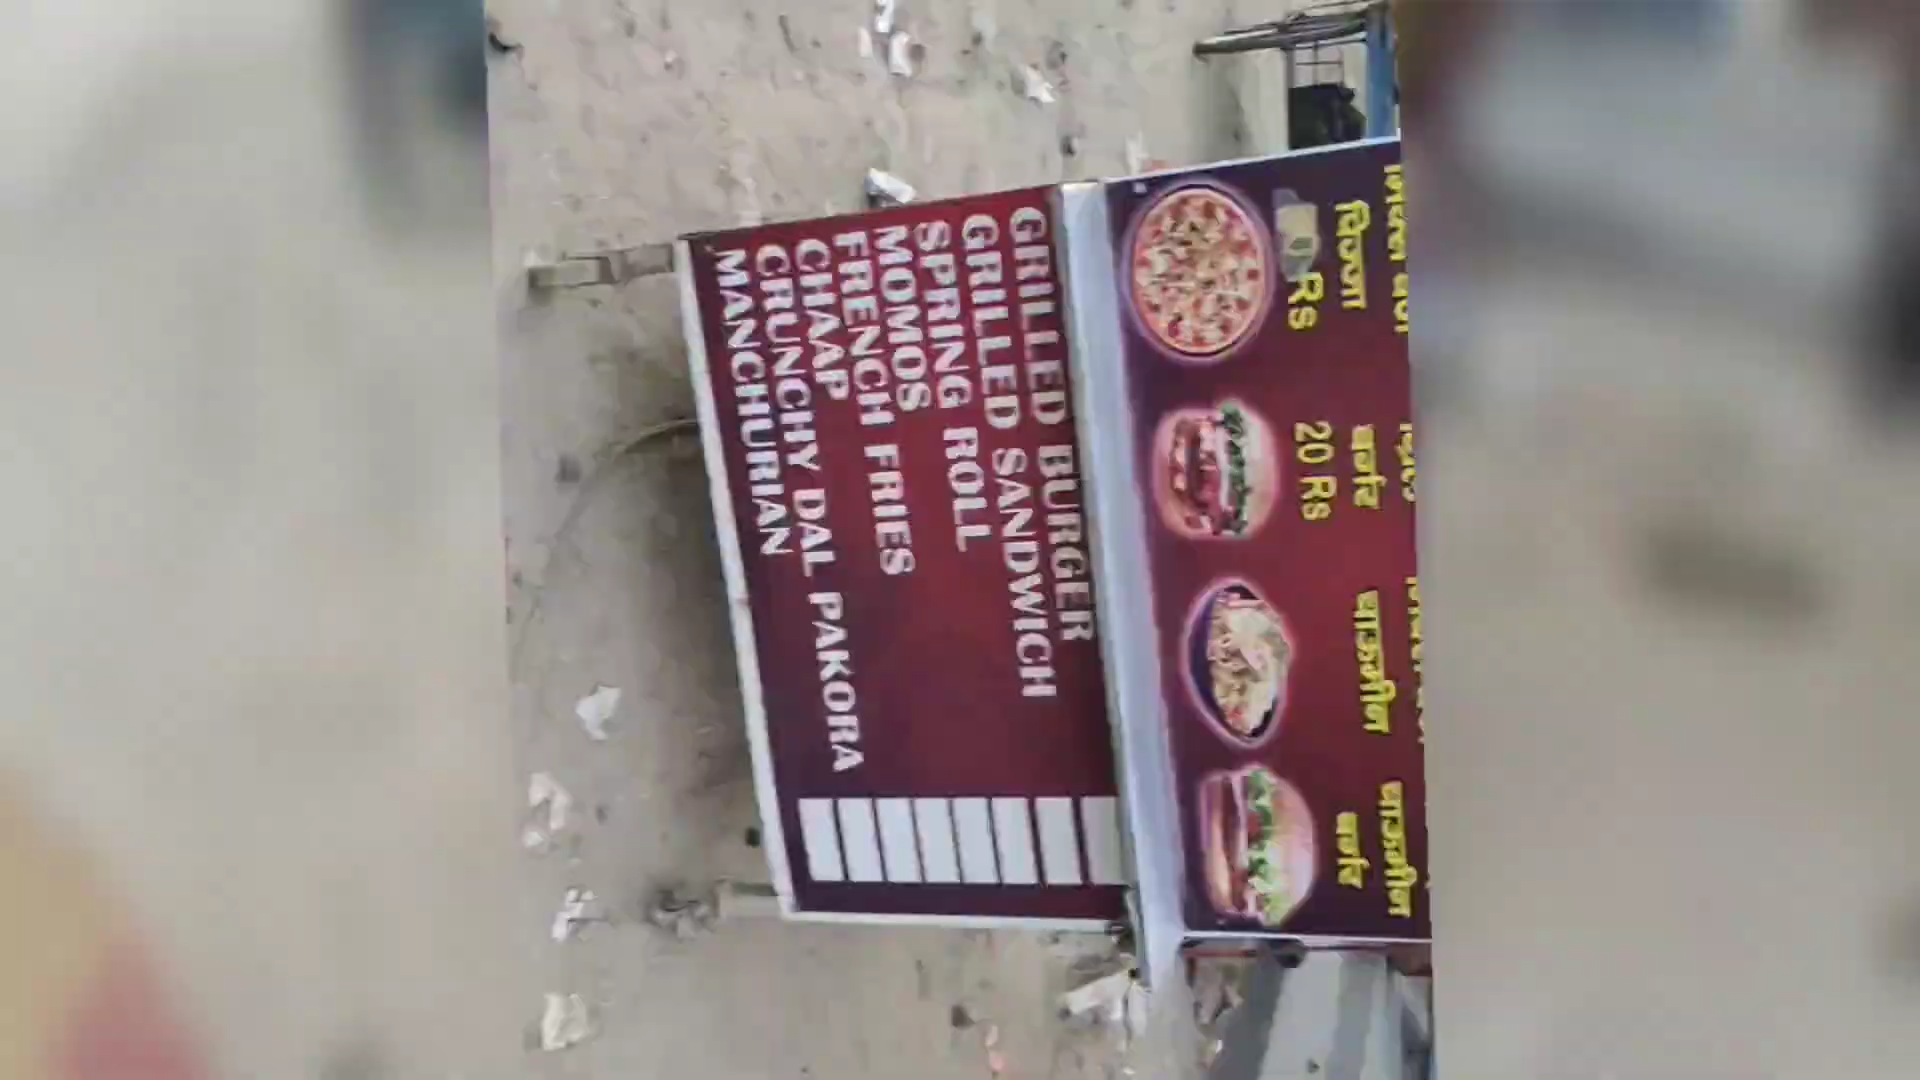 पिज्जा
Rs
बर्गर
20 Rs
चाऊमीन
चाऊमीन
बर्गर
GRILLED BURGER
GRILLED SANDWICH
SPRING ROLL
MOMOS
FRENCH FRIES
CHAAP
CRUNCHY DAL PAKORA
MANCHURIAN